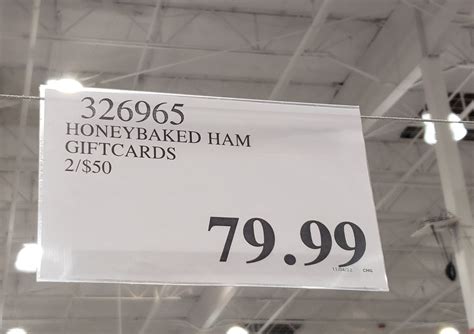 326965
HONEYBAKED HAM
GIFTCARDS
2/$50
79.99